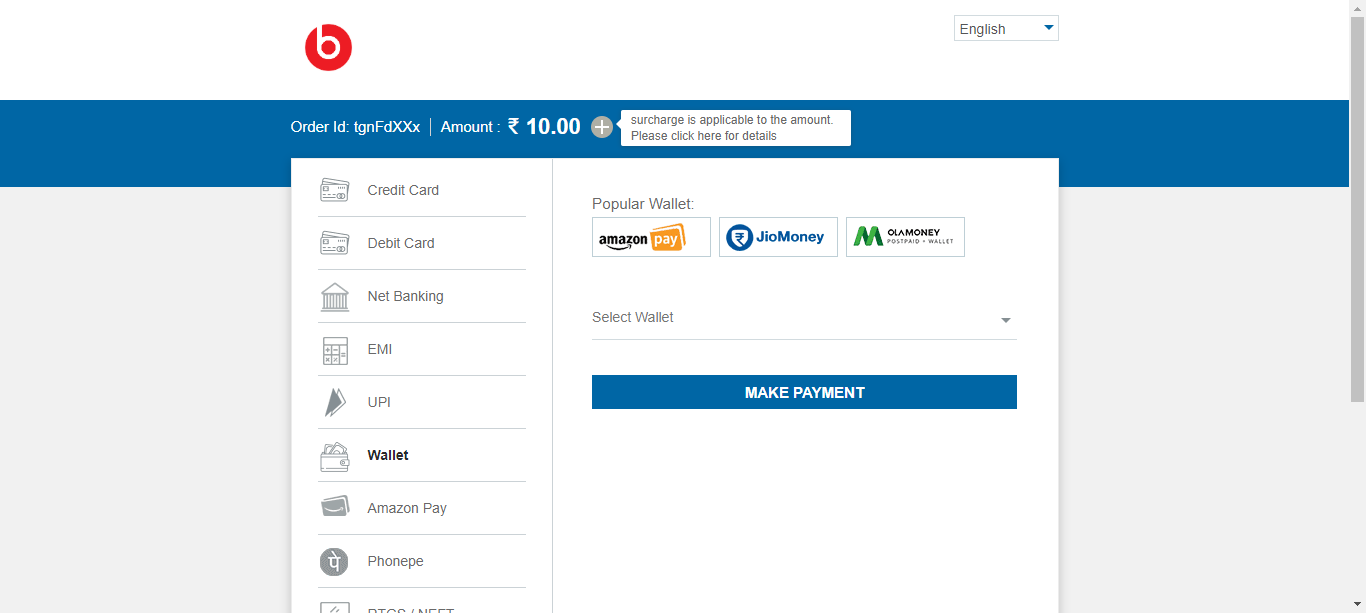 b
English
Order Id: tgnFdXXx
Amount : ₹ 10.00
surcharge is applicable to the amount.
Please click here for details
Credit Card
Debit Card
Net Banking
EMI
UPI
Wallet
Amazon Pay
Phonepe
RTGS / NEFT
Popular Wallet:
amazon pay
JioMoney
OLAMONEY
POSTPAID + WALLET
Select Wallet
MAKE PAYMENT